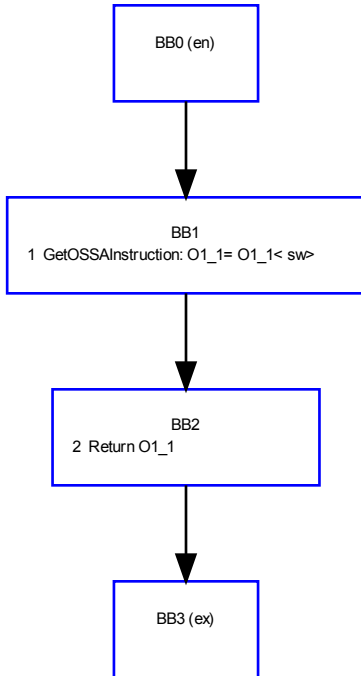 BB0 (en)
BB1
1 GetOSSAInstruction: O1_1= O1_1< sw>
BB2
2 Return O1_1
BB3 (ex)